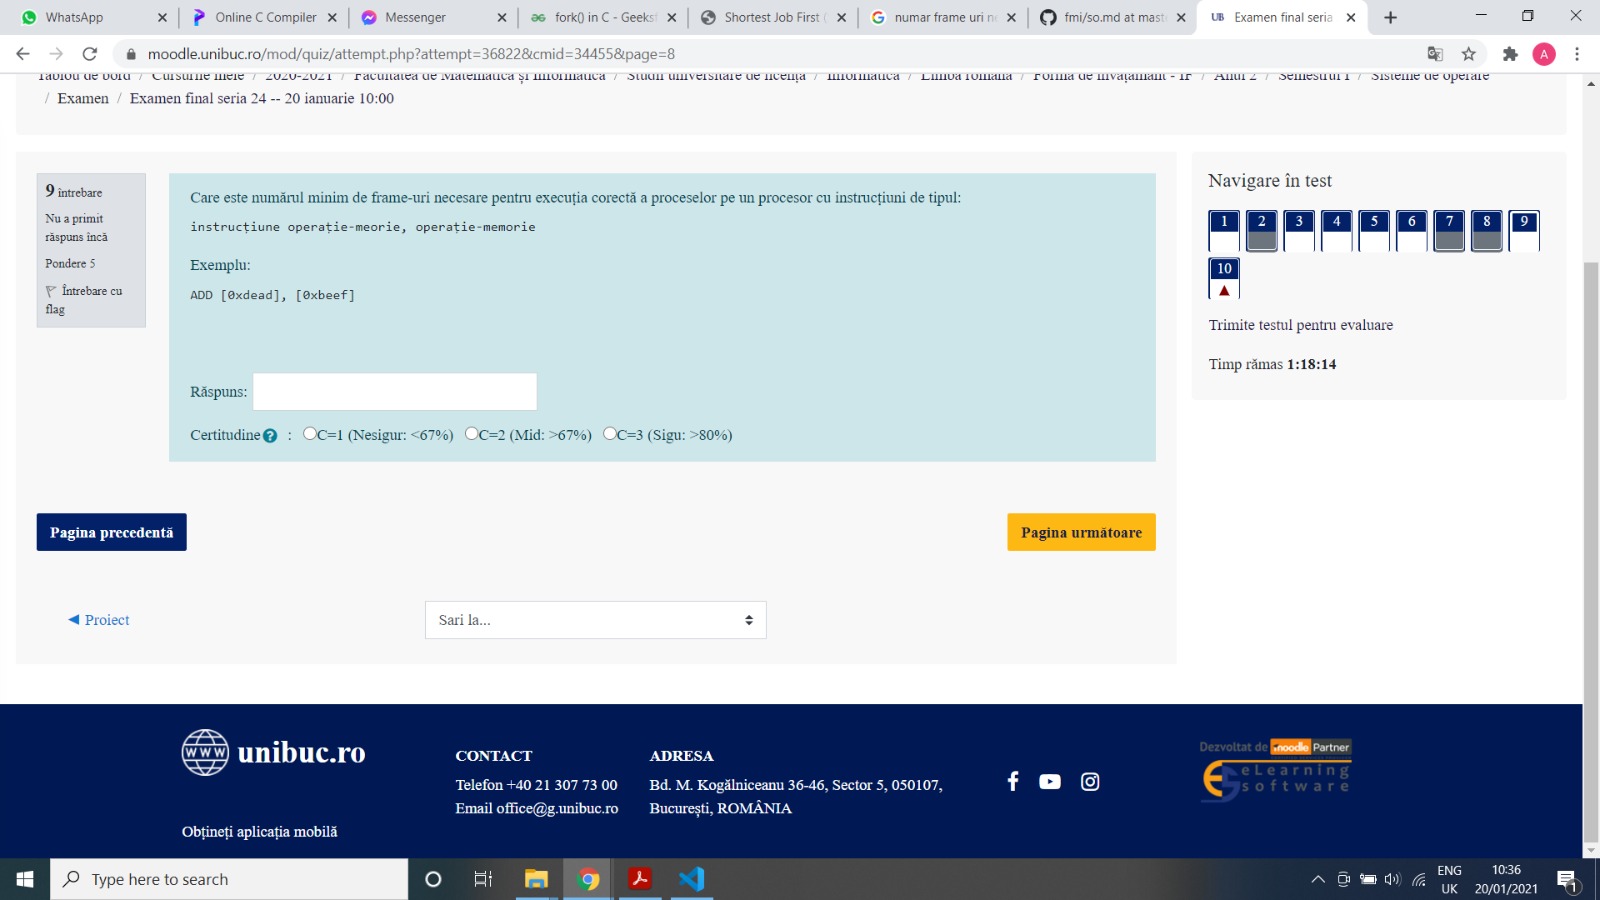 WhatsApp
Online C Compiler
Messenger
fork() in C - Geeks
Shortest Job First (
numar frame uri ne
fmi/so.md at mast
UB Examen final seria
moodle.unibuc.ro/mod/quiz/attempt.php?attempt=36822&cmid=34455&page=8
A
Tabloul de bord / Cursurile mele / 2020-2021 / Facultatea de Matematică și Informatică / Studii universitare de licență / Informatică / Limba română / Forma de învățământ - IF / Anul 2 / Semestrul I / Sisteme de operare
/ Examen / Examen final seria 24 -- 20 ianuarie 10:00
9 întrebare
Nu a primit
răspuns încă
Pondere 5
Întrebare cu
flag
Care este numărul minim de frame-uri necesare pentru execuția corectă a proceselor pe un procesor cu instrucțiuni de tipul:
instrucțiune operație-meorie, operație-memorie
Exemplu:
ADD [0xdead], [0xbeef]
Răspuns:
Certitudine ? : C=1 (Nesigur: <67%) C=2 (Mid: >67%) C=3 (Sigu: >80%)
Navigare în test
1 2 3 4 5 6 7 8 9
10
Trimite testul pentru evaluare
Timp rămas 1:18:14
Pagina precedentă
Pagina următoare
◄ Proiect
Sari la...
WWW unibuc.ro
Obțineți aplicația mobilă
CONTACT
Telefon +40 21 307 73 00
Email office@g.unibuc.ro
ADRESA
Bd. M. Kogălniceanu 36-46, Sector 5, 050107,
București, ROMÂNIA
Dezvoltat de moodle Partner
eLearning
software
Type here to search
ENG
UK
10:36
20/01/2021
1